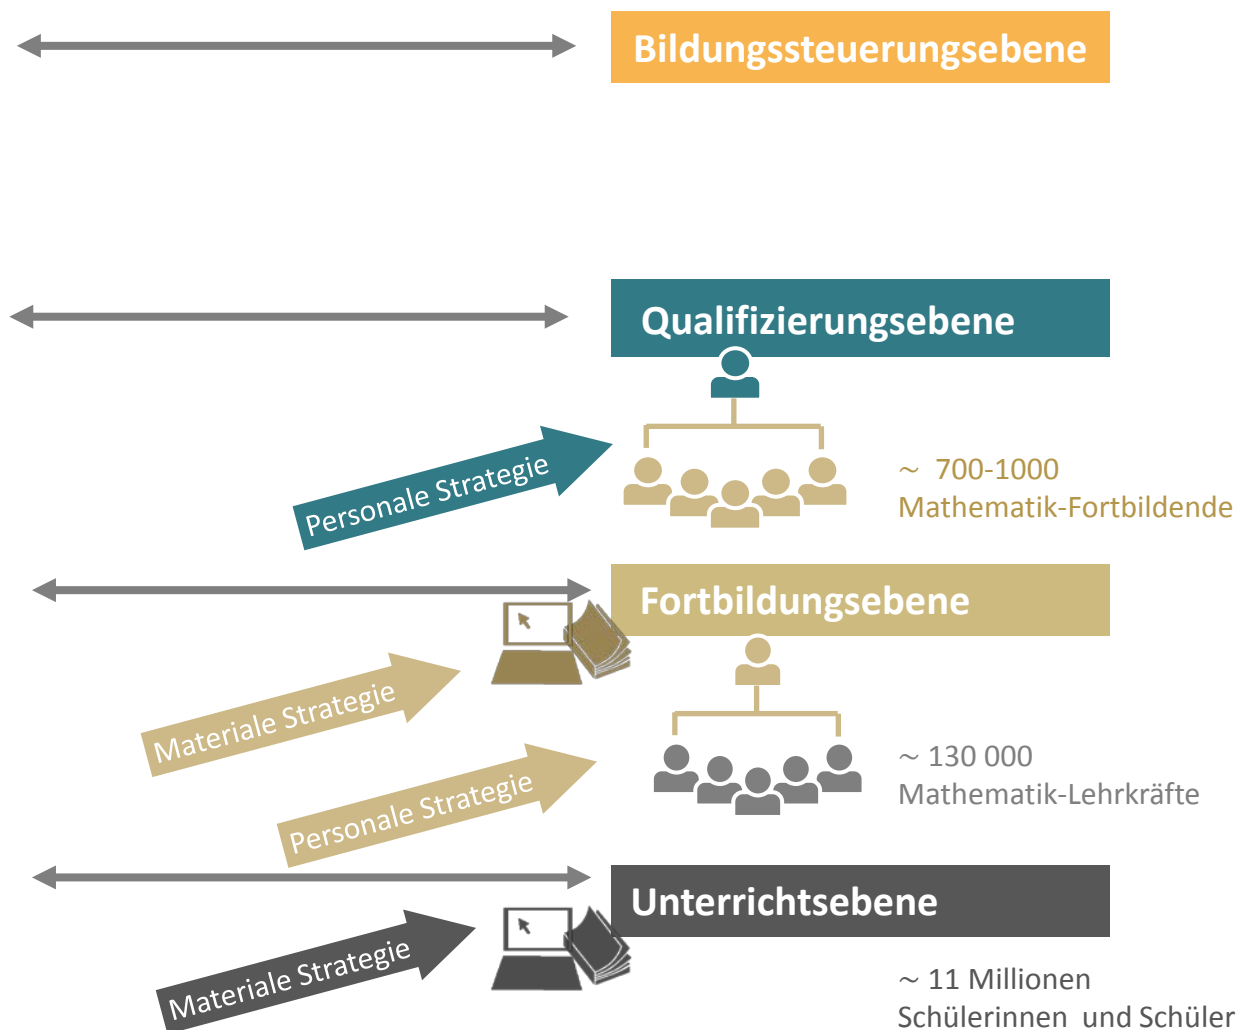 Bildungssteuerungsebene
Qualifizierungsebene
Personale Strategie
~ 700-1000
Mathematik-Fortbildende
Fortbildungsebene
Materiale Strategie
Personale Strategie
~ 130 000
Mathematik-Lehrkräfte
Unterrichtsebene
Materiale Strategie
~ 11 Millionen
Schülerinnen und Schüler